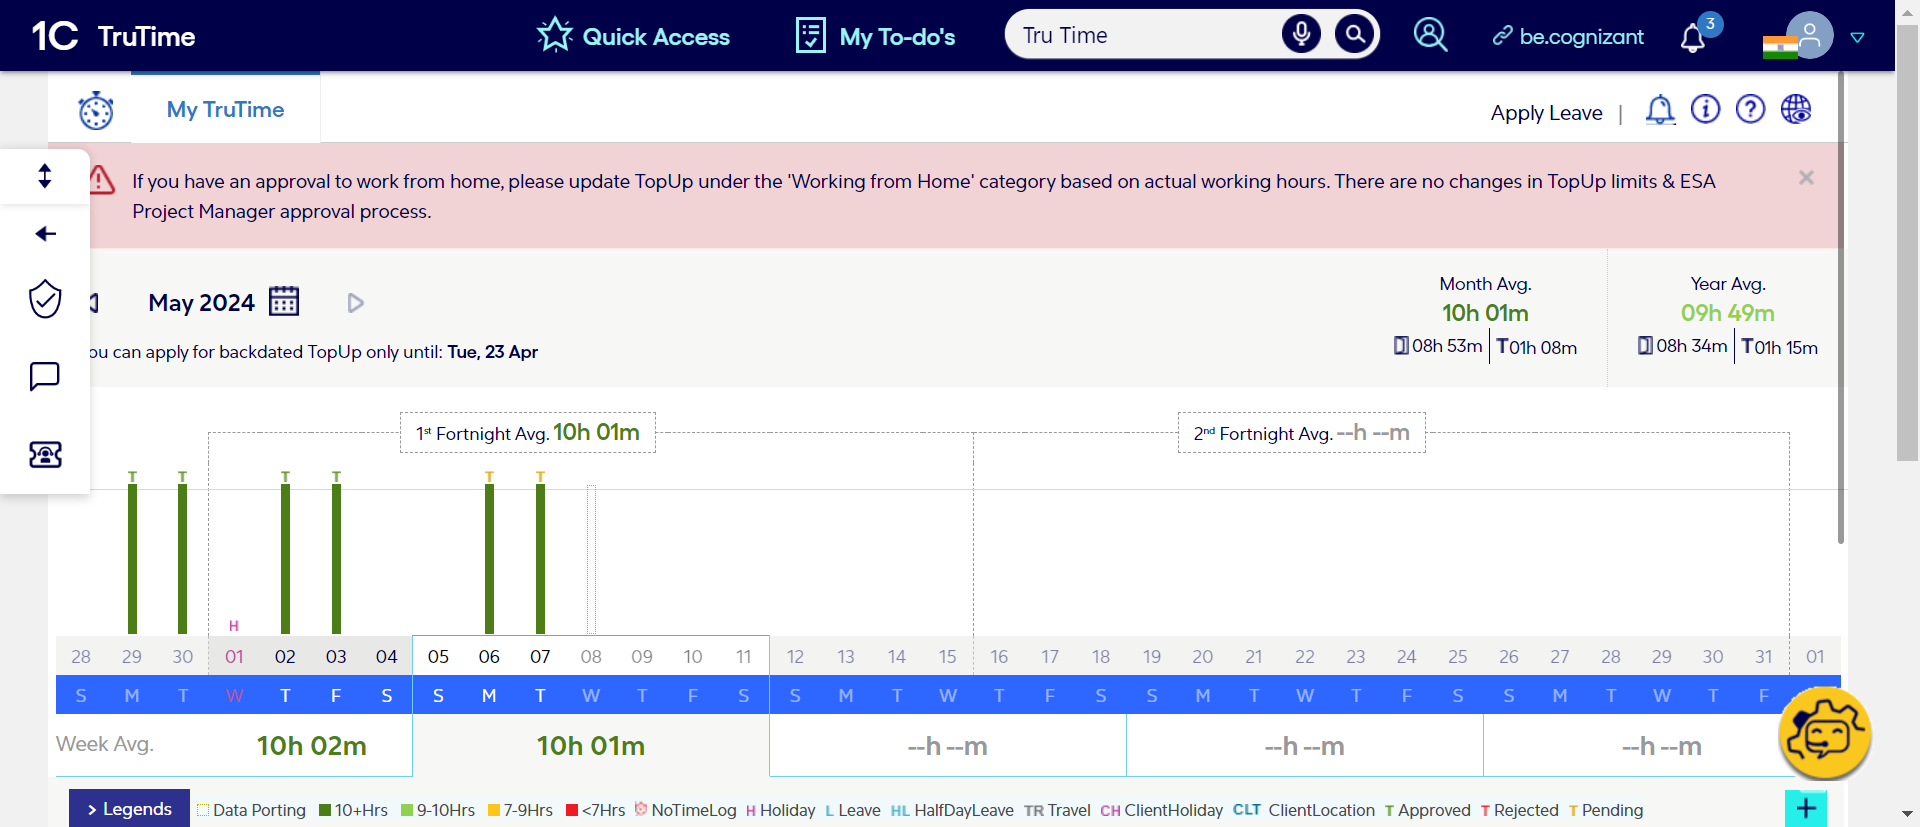 1C TruTime Quick Access My To-do's Tru Time be.cognizant 3
My TruTime Apply Leave |
If you have an approval to work from home, please update TopUp under the 'Working from Home' category based on actual working hours. There are no changes in TopUp limits & ESA
Project Manager approval process.
May 2024
ou can apply for backdated TopUp only until: Tue, 23 Apr
Month Avg. Year Avg.
10h 01m 09h 49m
08h 53m T01h 08m 08h 34m T01h 15m
1st Fortnight Avg. 10h 01m 2nd Fortnight Avg. --h --m
T T T T T T
H
28 29 30 01 02 03 04 05 06 07 08 09 10 11 12 13 14 15 16 17 18 19 20 21 22 23 24 25 26 27 28 29 30 31 01
S M T W T F S S M T W T F S S M T W T F S S M T W T F S S M T W T F
Week Avg. 10h 02m 10h 01m --h --m --h --m --h --m
> Legends Data Porting 10+Hrs 9-10Hrs 7-9Hrs <7Hrs NoTimeLog H Holiday L Leave HL HalfDayLeave TR Travel CH ClientHoliday CLT ClientLocation T Approved T Rejected T Pending +